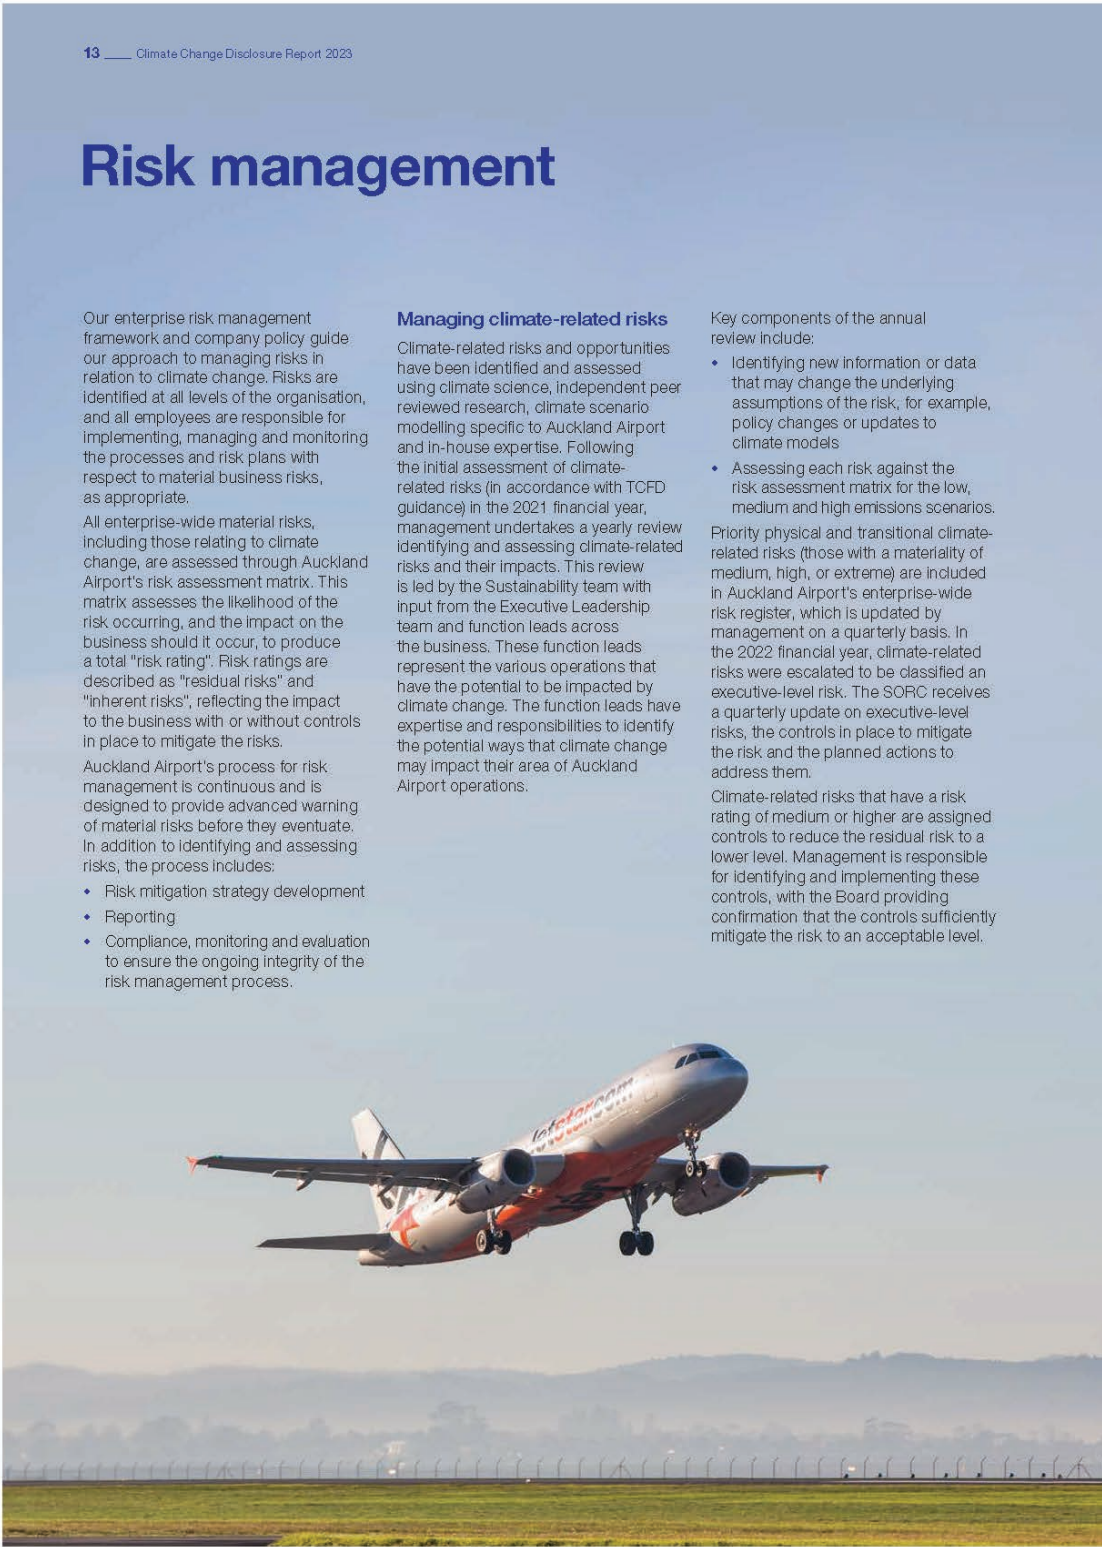 13 ___ Climate Change Disclosure Report 2023
Risk management
Our enterprise risk management
framework and company policy guide
our approach to managing risks in
relation to climate change. Risks are
identified at all levels of the organisation,
and all employees are responsible for
implementing, managing and monitoring
the processes and risk plans with
respect to material business risks,
as appropriate.
All enterprise-wide material risks,
including those relating to climate
change, are assessed through Auckland
Airport's risk assessment matrix. This
matrix assesses the likelihood of the
risk occurring, and the impact on the
business should it occur, to produce
a total "risk rating". Risk ratings are
described as "residual risks" and
"inherent risks", reflecting the impact
to the business with or without controls
in place to mitigate the risks.
Auckland Airport's process for risk
management is continuous and is
designed to provide advanced warning
of material risks before they eventuate.
In addition to identifying and assessing
risks, the process includes:
• Risk mitigation strategy development
• Reporting
• Compliance, monitoring and evaluation
to ensure the ongoing integrity of the
risk management process.
Managing climate-related risks
Climate-related risks and opportunities
have been identified and assessed
using climate science, independent peer
reviewed research, climate scenario
modelling specific to Auckland Airport
and in-house expertise. Following
the initial assessment of climate-
related risks (in accordance with TCFD
guidance) in the 2021 financial year,
management undertakes a yearly review
identifying and assessing climate-related
risks and their impacts. This review
is led by the Sustainability team with
input from the Executive Leadership
team and function leads across
the business. These function leads
represent the various operations that
have the potential to be impacted by
climate change. The function leads have
expertise and responsibilities to identify
the potential ways that climate change
may impact their area of Auckland
Airport operations.
Key components of the annual
review include:
• Identifying new information or data
that may change the underlying
assumptions of the risk; for example,
policy changes or updates to
climate models
• Assessing each risk against the
risk assessment matrix for the low,
medium and high emissions scenarios.
Priority physical and transitional climate-
related risks (those with a materiality of
medium, high, or extreme) are included
in Auckland Airport's enterprise-wide
risk register, which is updated by
management on a quarterly basis. In
the 2022 financial year, climate-related
risks were escalated to be classified an
executive-level risk. The SORC receives
a quarterly update on executive-level
risks, the controls in place to mitigate
the risk and the planned actions to
address them.
Climate-related risks that have a risk
rating of medium or higher are assigned
controls to reduce the residual risk to a
lower level. Management is responsible
for identifying and implementing these
controls, with the Board providing
confirmation that the controls sufficiently
mitigate the risk to an acceptable level.
Jetstar.com